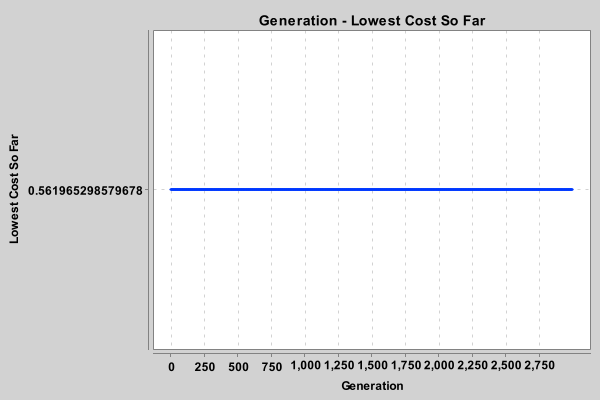 Generation - Lowest Cost So Far
Lowest Cost So Far
0.561965298579678
0 250 500 750 1,000 1,250 1,500 1,750 2,000 2,250 2,500 2,750
Generation